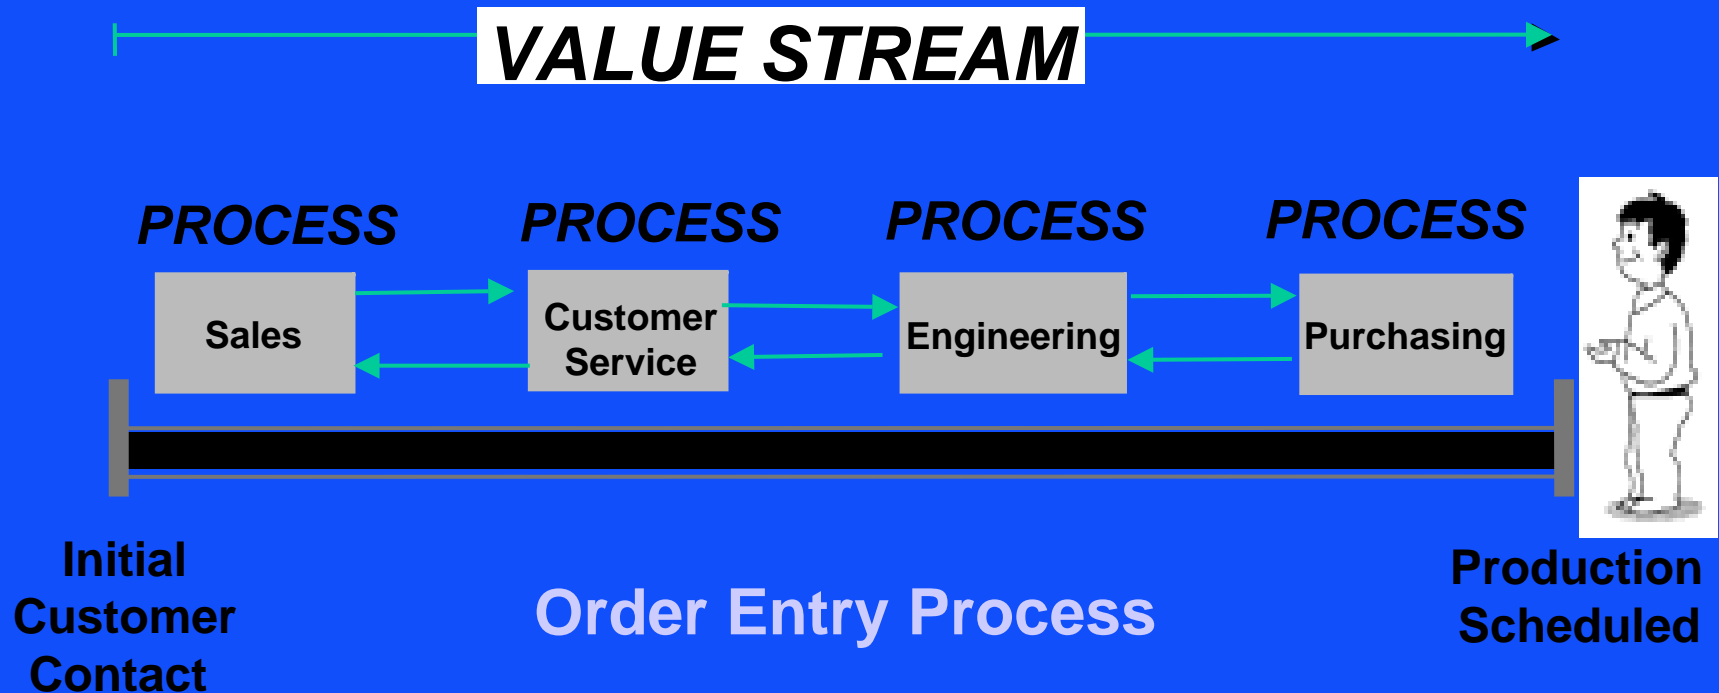 VALUE STREAM
PROCESS
PROCESS
PROCESS
PROCESS
Sales
Customer
Service
Engineering
Purchasing
Initial
Customer
Contact
Order Entry Process
Production
Scheduled